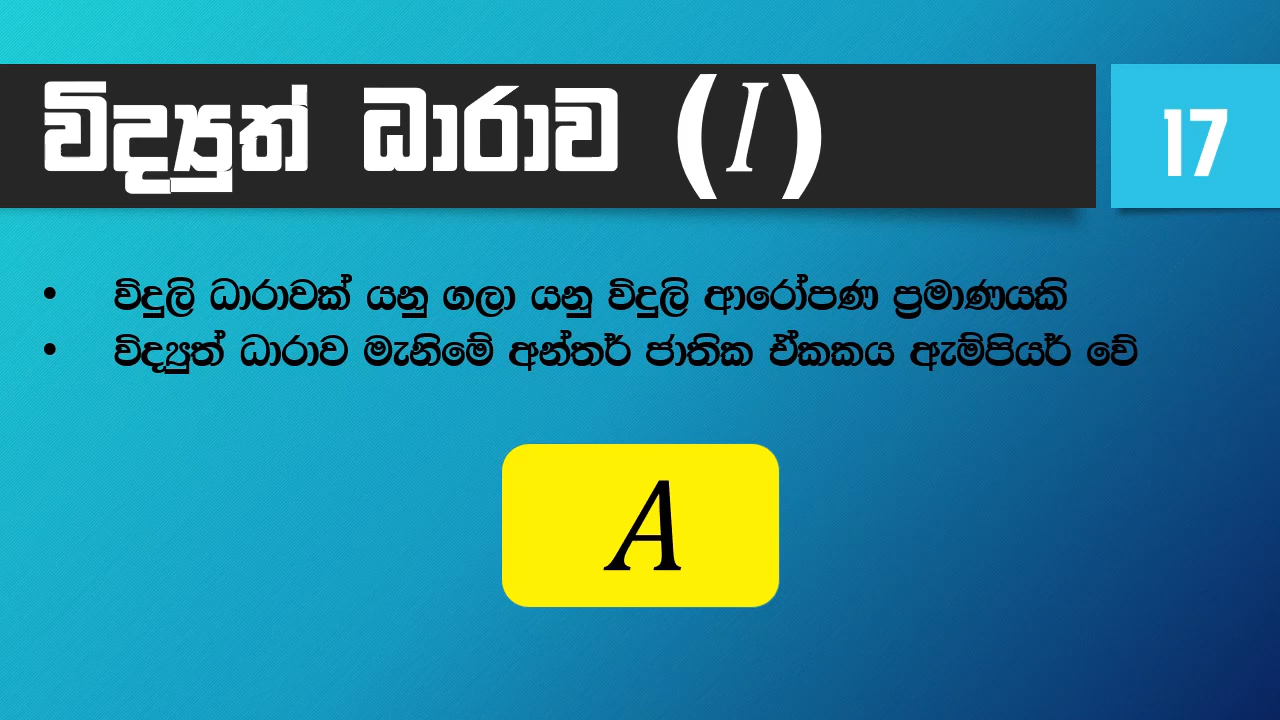 විද්‍යුත් ධාරාව (I)
17
• විදුලි ධාරාවක් යනු ගලා යනු විදුලි ආරෝපණ ප්‍රමාණයකි
• විද්‍යුත් ධාරාව මැනිමේ අන්තර් ජාතික ඒකකය ඇම්පියර් වේ
A